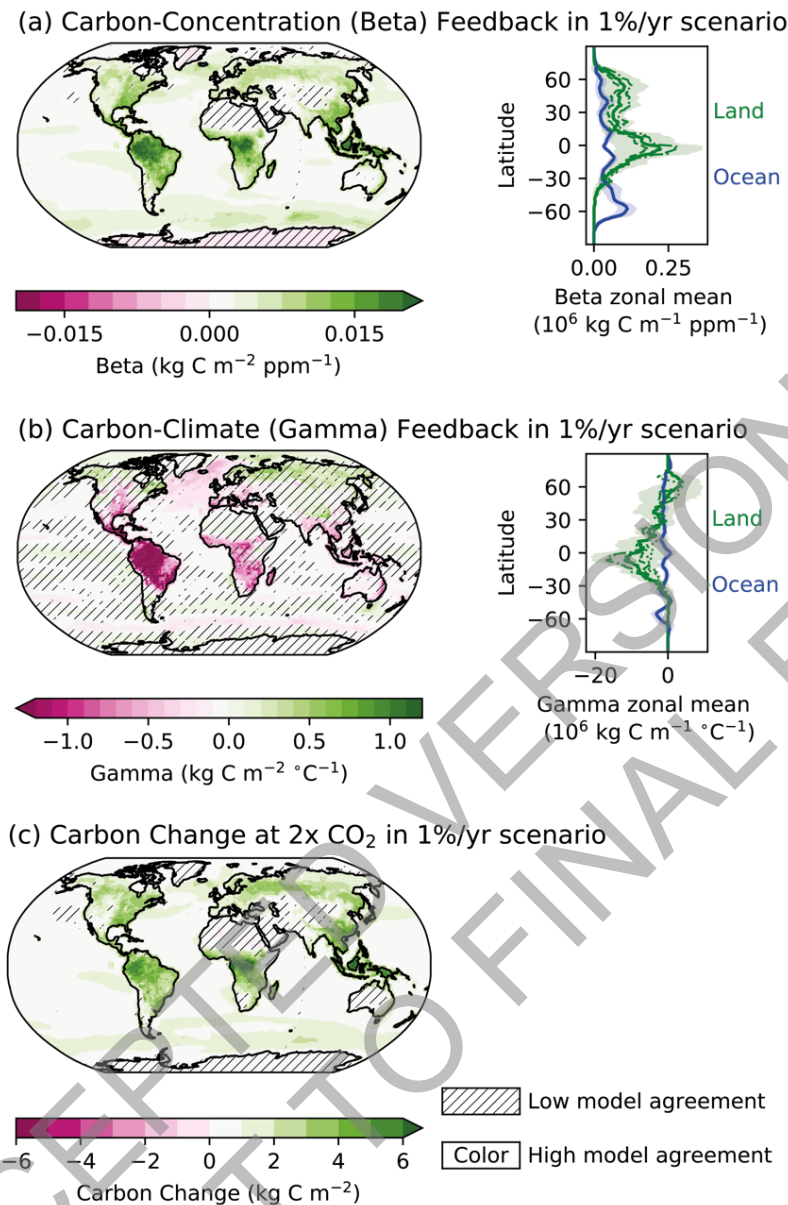 (a) Carbon-Concentration (Beta) Feedback in 1%/yr scenario
60
30
0
−30
−60
Latitude
Land
Ocean
0.00 0.25
Beta zonal mean
(10⁶ kg C m⁻¹ ppm⁻¹)
−0.015 0.000 0.015
Beta (kg C m⁻² ppm⁻¹)
(b) Carbon-Climate (Gamma) Feedback in 1%/yr scenario
60
30
0
−30
−60
Latitude
Land
Ocean
−20 0
Gamma zonal mean
(10⁶ kg C m⁻¹ °C⁻¹)
−1.0 −0.5 0.0 0.5 1.0
Gamma (kg C m⁻² °C⁻¹)
(c) Carbon Change at 2x CO₂ in 1%/yr scenario
−6 −4 −2 0 2 4 6
Carbon Change (kg C m⁻²)
Low model agreement
Color High model agreement
CEPTED VERSION
T TO FINAL